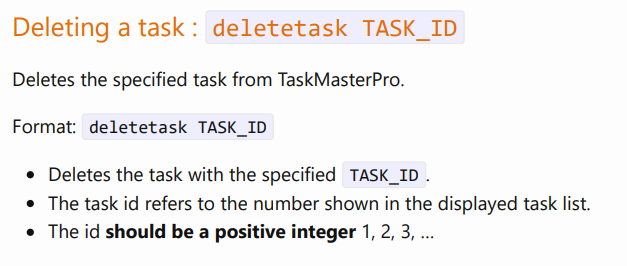 Deleting a task : deletetask TASK_ID
Deletes the specified task from TaskMasterPro.
Format: deletetask TASK_ID
• Deletes the task with the specified TASK_ID.
• The task id refers to the number shown in the displayed task list.
• The id should be a positive integer 1, 2, 3, …